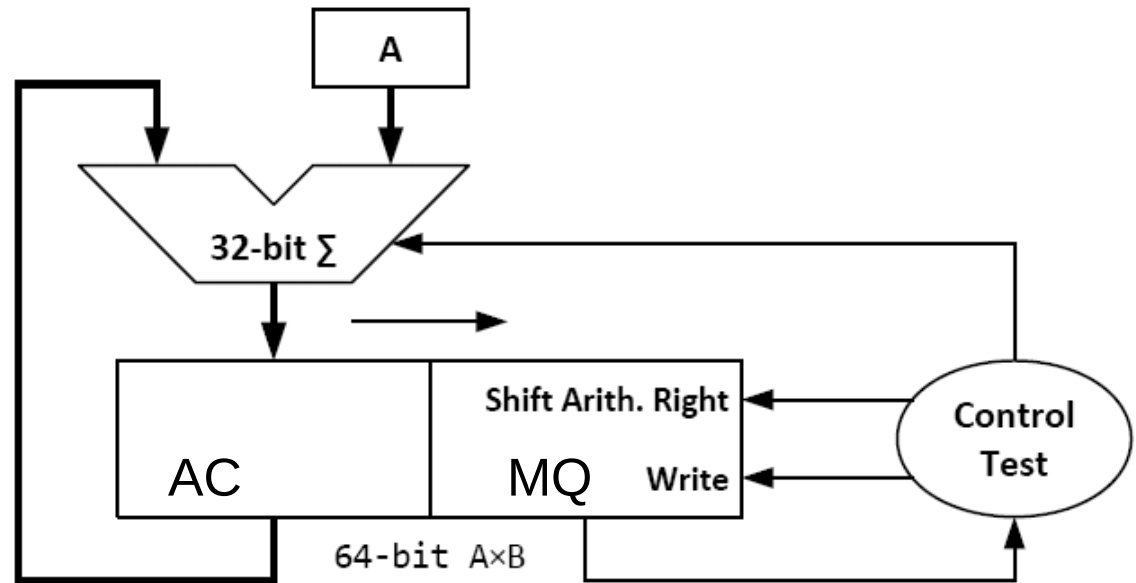 A
32-bit ∑
Shift Arith. Right
Control
Test
AC
MQ
Write
64-bit A×B